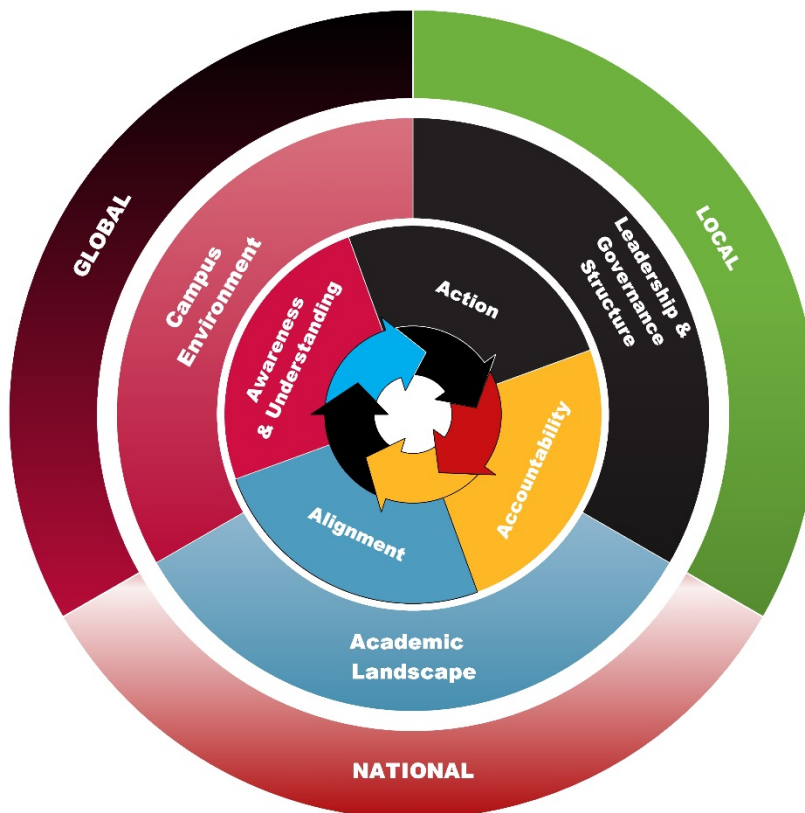 GLOBAL
LOCAL
NATIONAL
Campus
Environment
Leadership &
Governance
Structure
Academic
Landscape
Awareness
& Understanding
Action
Accountability
Alignment